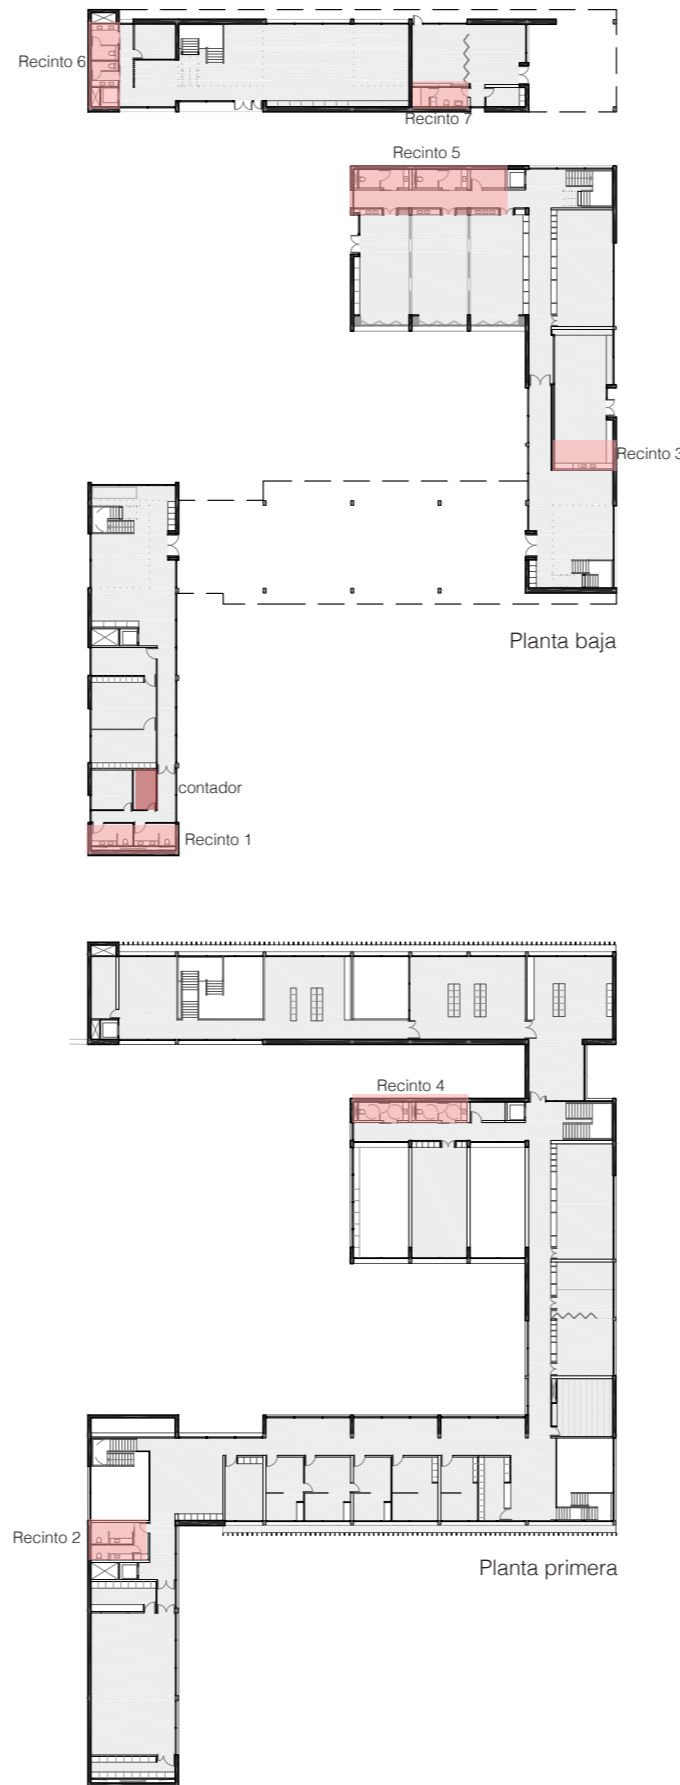 Recinto 6
Recinto 7
Recinto 5
Recinto 3
Planta baja
contador
Recinto 1
Recinto 4
Recinto 2
Planta primera